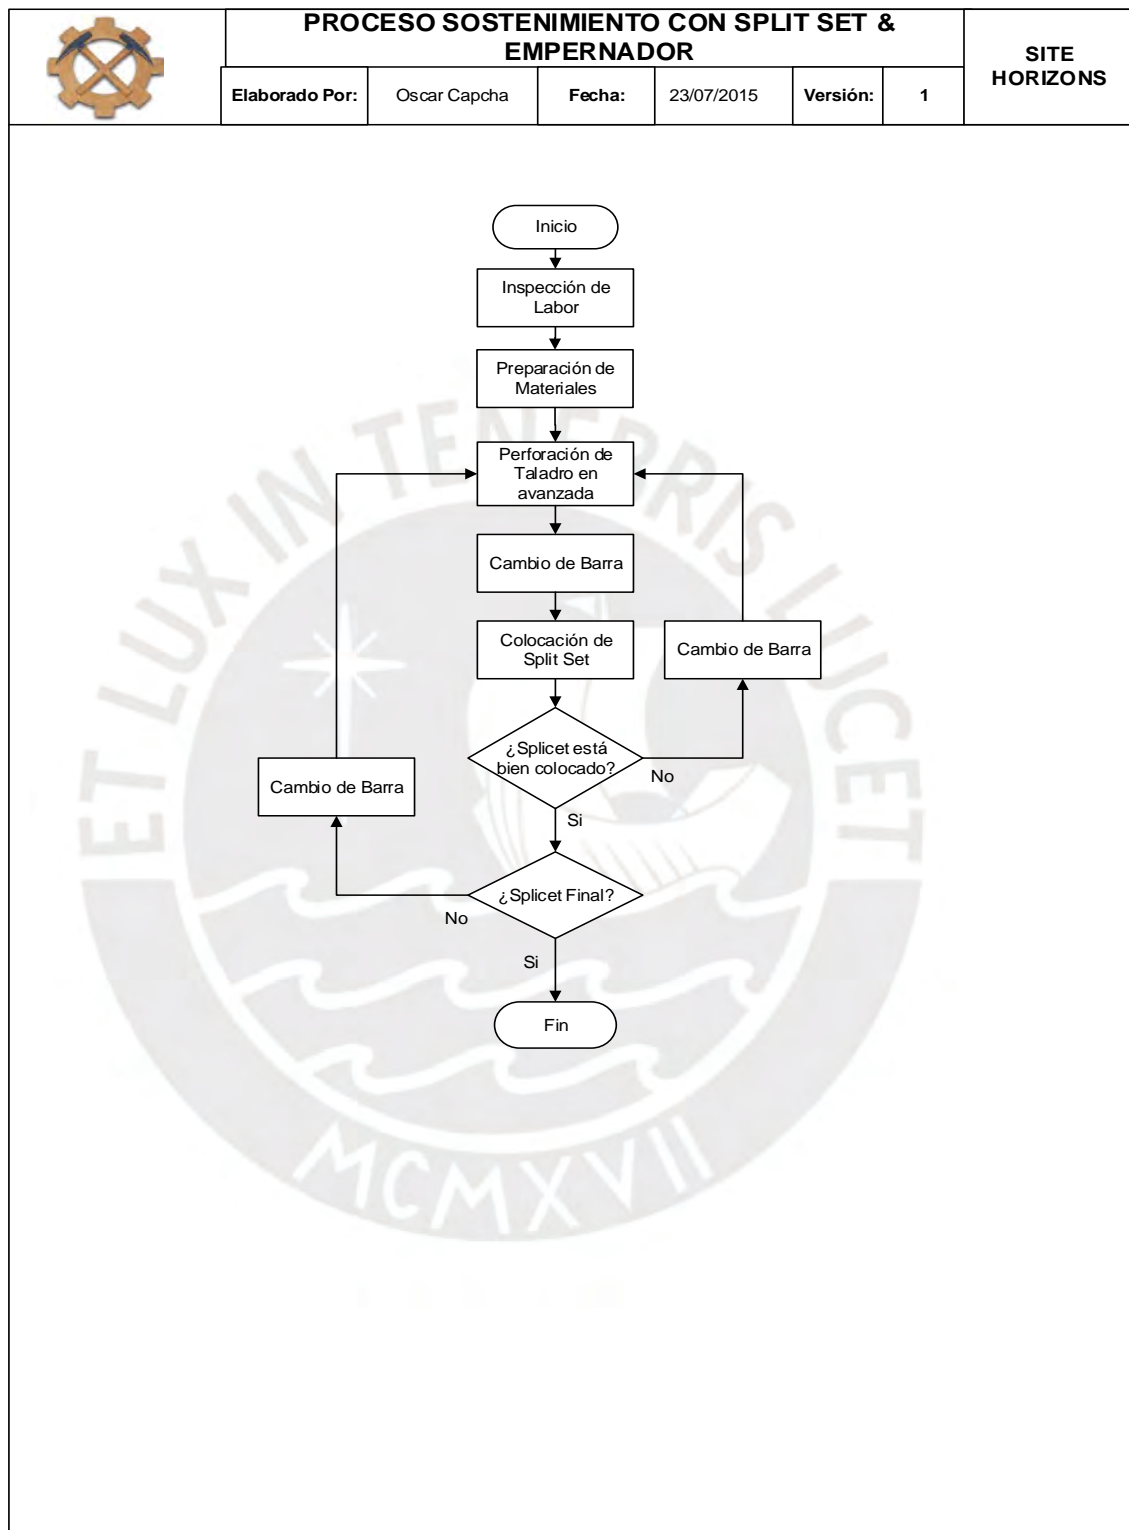 PROCESO SOSTENIMIENTO CON SPLIT SET &
EMPERNADOR
SITE
HORIZONS
Elaborado Por:
Oscar Capcha
Fecha:
23/07/2015
Versión:
1
Inicio
Inspección de
Labor
Preparación de
Materiales
Perforación de
Taladro en
avanzada
Cambio de Barra
Colocación de
Split Set
Cambio de Barra
¿Splicet está
bien colocado?
No
Cambio de Barra
Si
¿Splicet Final?
No
Si
Fin
ET LUX IN TENEBRIS LUCET
MCMXVII